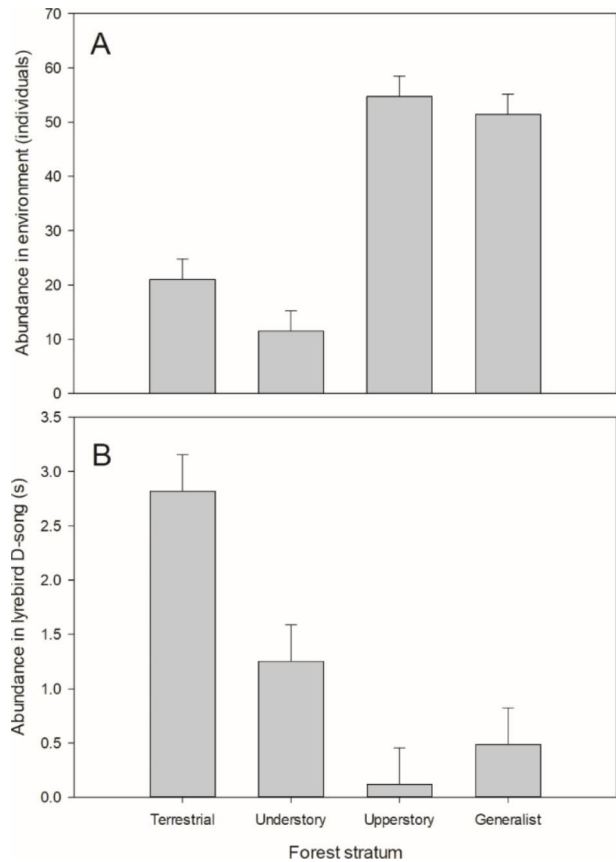 A
Abundance in environment (individuals)
70
60
50
40
30
20
10
0
B
Abundance in lyrebird D-song (s)
3.5
3.0
2.5
2.0
1.5
1.0
0.5
0.0
Terrestrial Understory Upperstory Generalist
Forest stratum